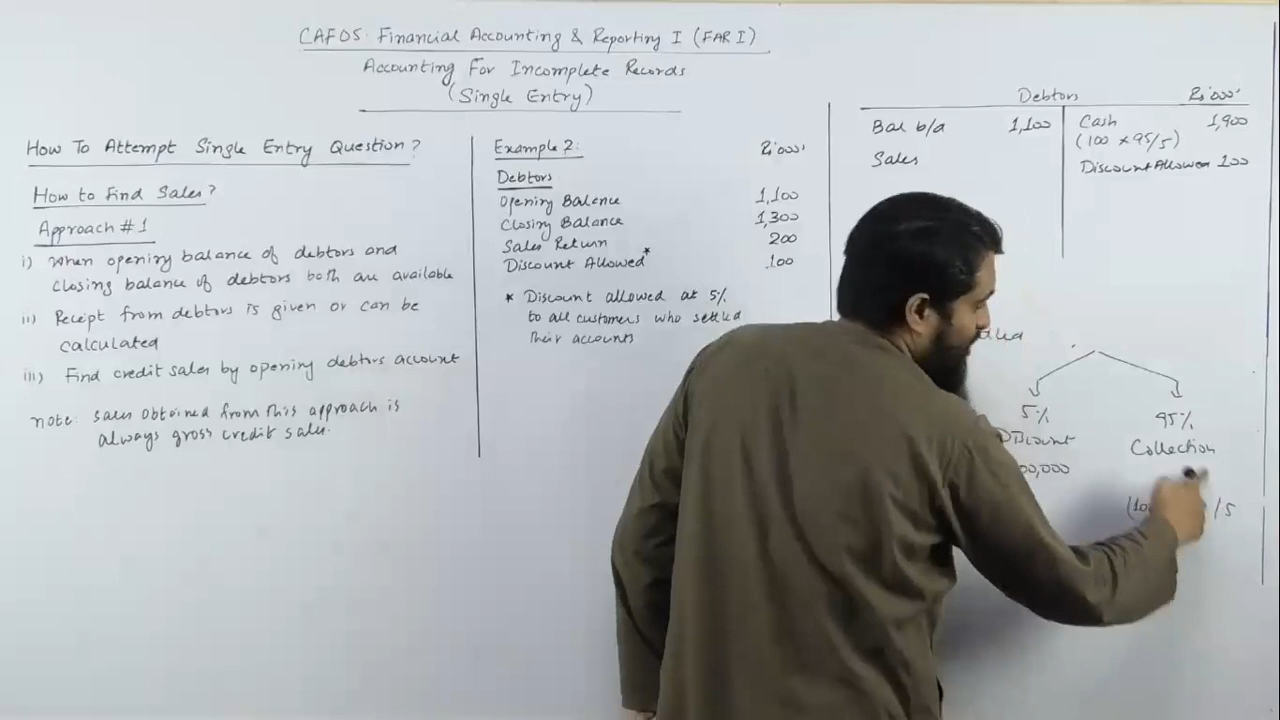 CAF05: Financial Accounting & Reporting I (FAR I)
Accounting For Incomplete Records
(Single Entry)
How To Attempt Single Entry Question?
How to Find Sales?
Approach #1
i) When opening balance of debtors and
closing balance of debtors both are available
ii) Receipt from debtors is given or can be
calculated
iii) Find credit sales by opening debtors account
note: Sales obtained from this approach is
always gross credit sales.
Example 2: Rs'000'
Debtors
Opening Balance 1,100
Closing Balance 1,300
Sales Return 200
Discount Allowed* 100
* Discount allowed at 5%
to all customers who settled
their accounts
Debtors Rs'000'
Bal b/d 1,100 Cash 1,900
(100 x 95/5)
Sales Discount Allowed 100
5% 95%
Discount Collection
00,000
/5